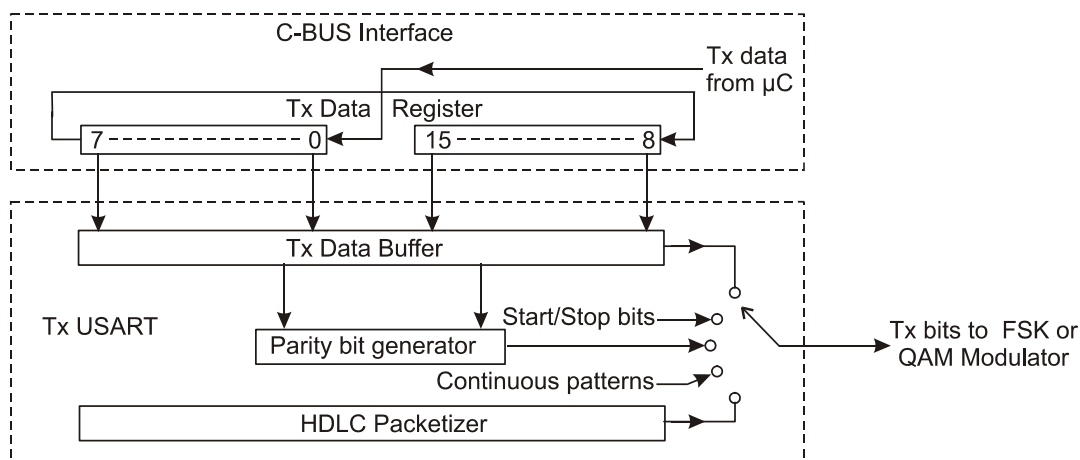 C-BUS Interface
Tx data
from µC
Tx Data Register
7 0 15 8
Tx Data Buffer
Tx USART
Start/Stop bits
Parity bit generator
Tx bits to FSK or
QAM Modulator
Continuous patterns
HDLC Packetizer